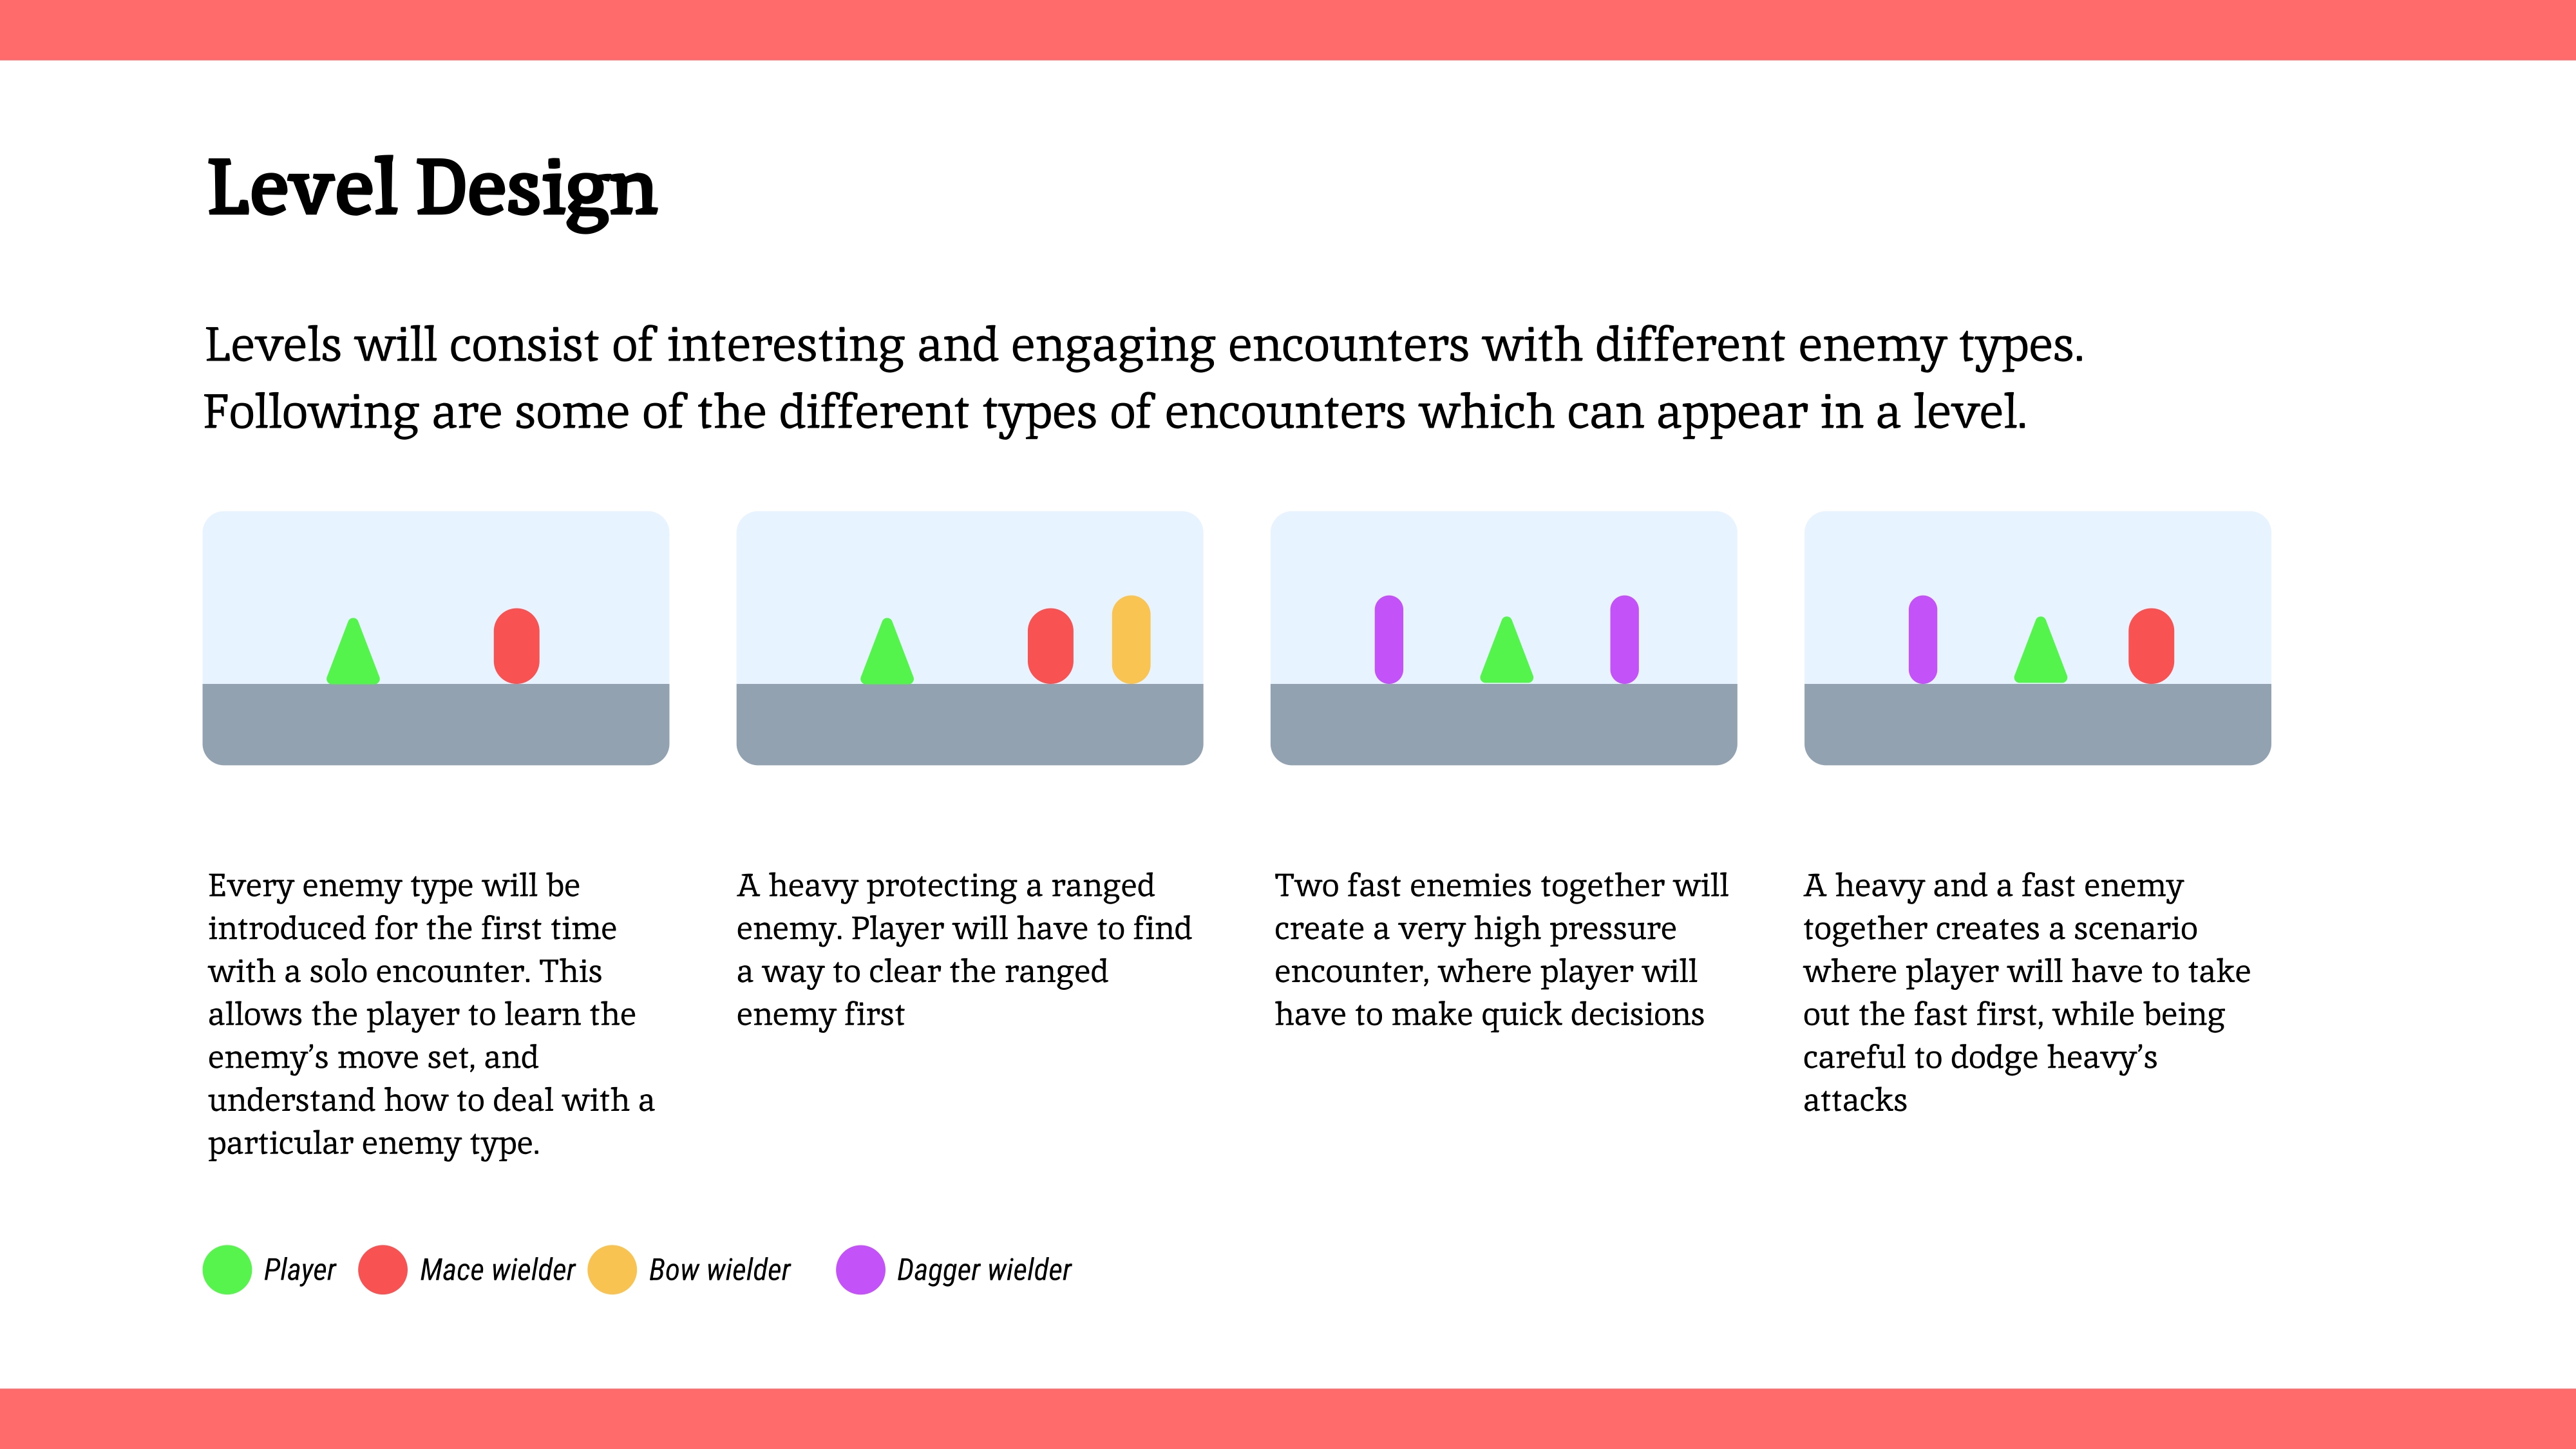 Level Design
Levels will consist of interesting and engaging encounters with different enemy types.
Following are some of the different types of encounters which can appear in a level.
Every enemy type will be
introduced for the first time
with a solo encounter. This
allows the player to learn the
enemy’s move set, and
understand how to deal with a
particular enemy type.
A heavy protecting a ranged
enemy. Player will have to find
a way to clear the ranged
enemy first
Two fast enemies together will
create a very high pressure
encounter, where player will
have to make quick decisions
A heavy and a fast enemy
together creates a scenario
where player will have to take
out the fast first, while being
careful to dodge heavy’s
attacks
Player Mace wielder Bow wielder Dagger wielder